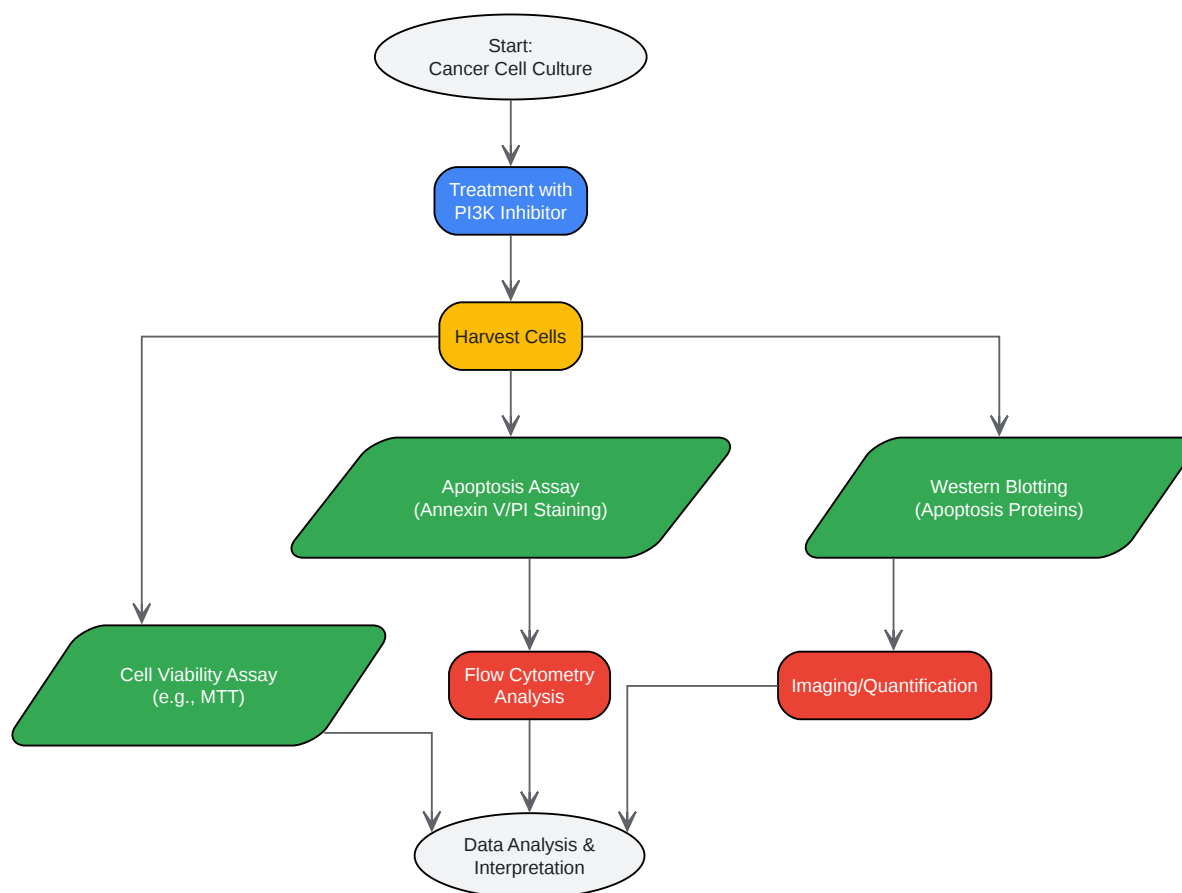 Start:
Cancer Cell Culture
Treatment with
PI3K Inhibitor
Harvest Cells
Apoptosis Assay
(Annexin V/PI Staining)
Western Blotting
(Apoptosis Proteins)
Cell Viability Assay
(e.g., MTT)
Flow Cytometry
Analysis
Imaging/Quantification
Data Analysis &
Interpretation